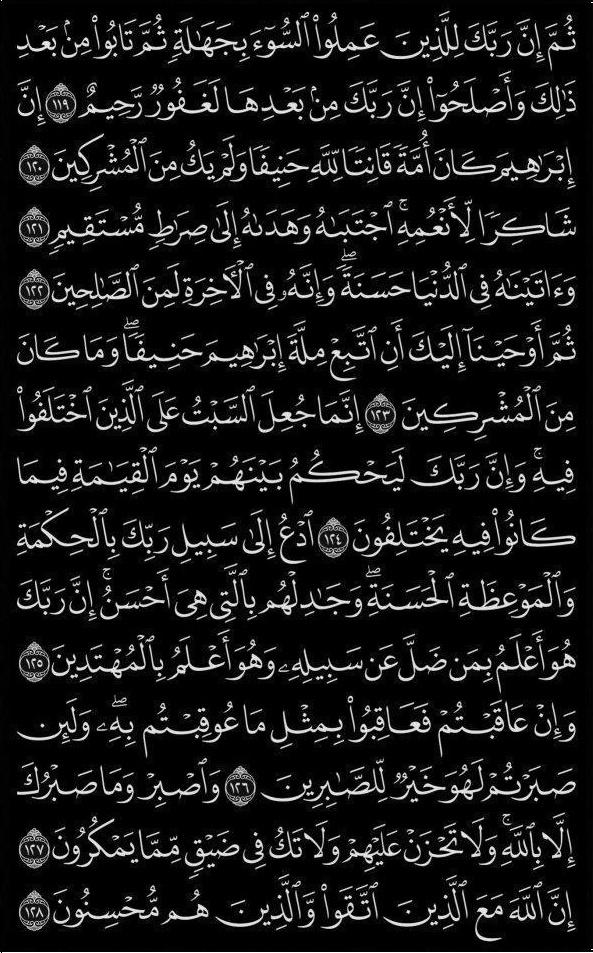 ثُمَّ إِنَّ رَبَّكَ لِلَّذِينَ عَمِلُوا۟ ٱلسُّوٓءَ بِجَهَـٰلَةٍ ثُمَّ تَابُوا۟ مِنۢ بَعْدِ
ذَٰلِكَ وَأَصْلَحُوٓا۟ إِنَّ رَبَّكَ مِنۢ بَعْدِهَا لَغَفُورٌ رَّحِيمٌ ١١٩ إِنَّ
إِبْرَٰهِيمَ كَانَ أُمَّةً قَانِتًا لِّلَّهِ حَنِيفًا وَلَمْ يَكُ مِنَ ٱلْمُشْرِكِينَ ١٢٠
شَاكِرًا لِّأَنْعُمِهِ ۚ ٱجْتَبَىٰهُ وَهَدَىٰهُ إِلَىٰ صِرَٰطٍ مُّسْتَقِيمٍ ١٢١
وَءَاتَيْنَـٰهُ فِى ٱلدُّنْيَا حَسَنَةً ۖ وَإِنَّهُۥ فِى ٱلْـَٔاخِرَةِ لَمِنَ ٱلصَّـٰلِحِينَ ١٢٢
ثُمَّ أَوْحَيْنَآ إِلَيْكَ أَنِ ٱتَّبِعْ مِلَّةَ إِبْرَٰهِيمَ حَنِيفًا ۖ وَمَا كَانَ
مِنَ ٱلْمُشْرِكِينَ ١٢٣ إِنَّمَا جُعِلَ ٱلسَّبْتُ عَلَى ٱلَّذِينَ ٱخْتَلَفُوا۟
فِيهِ ۚ وَإِنَّ رَبَّكَ لَيَحْكُمُ بَيْنَهُمْ يَوْمَ ٱلْقِيَـٰمَةِ فِيمَا
كَانُوا۟ فِيهِ يَخْتَلِفُونَ ١٢٤ ٱدْعُ إِلَىٰ سَبِيلِ رَبِّكَ بِٱلْحِكْمَةِ
وَٱلْمَوْعِظَةِ ٱلْحَسَنَةِ ۖ وَجَـٰدِلْهُم بِٱلَّتِى هِىَ أَحْسَنُ ۚ إِنَّ رَبَّكَ
هُوَ أَعْلَمُ بِمَن ضَلَّ عَن سَبِيلِهِۦ وَهُوَ أَعْلَمُ بِٱلْمُهْتَدِينَ ١٢٥
وَإِنْ عَاقَبْتُمْ فَعَاقِبُوا۟ بِمِثْلِ مَا عُوقِبْتُم بِهِۦ ۖ وَلَئِن
صَبَرْتُمْ لَهُوَ خَيْرٌ لِّلصَّـٰبِرِينَ ١٢٦ وَٱصْبِرْ وَمَا صَبْرُكَ
إِلَّا بِٱللَّهِ ۚ وَلَا تَحْزَنْ عَلَيْهِمْ وَلَا تَكُ فِى ضَيْقٍ مِّمَّا يَمْكُرُونَ ١٢٧
إِنَّ ٱللَّهَ مَعَ ٱلَّذِينَ ٱتَّقَوا۟ وَّٱلَّذِينَ هُم مُّحْسِنُونَ ١٢٨